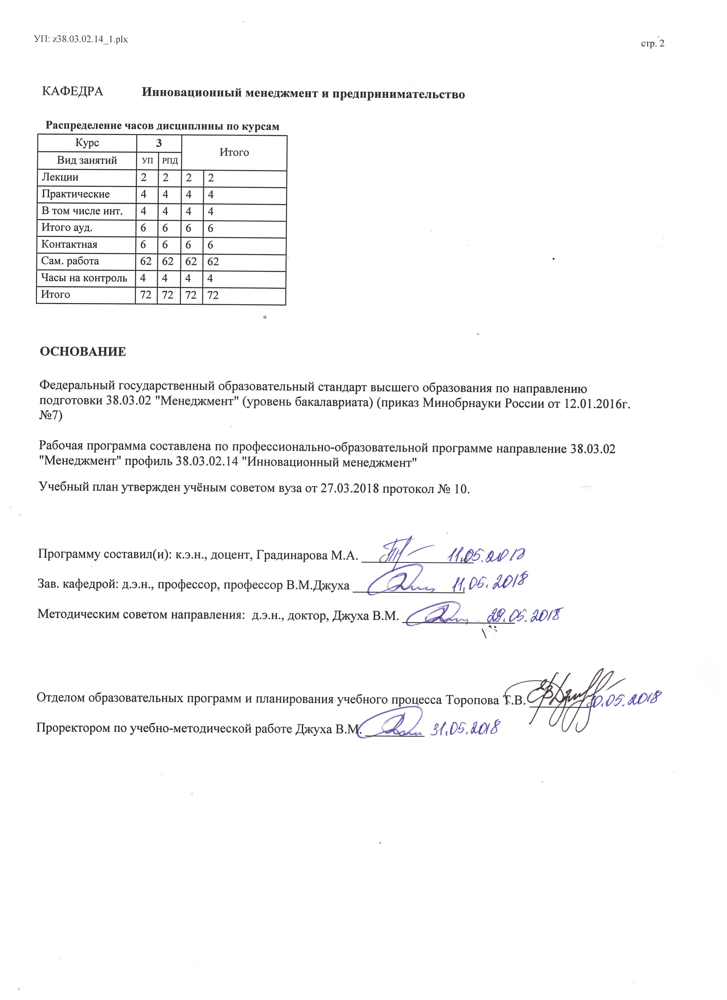 УП: z38.03.02.14_1.plx
стр. 2
КАФЕДРА Инновационный менеджмент и предпринимательство
Распределение часов дисциплины по курсам
Курс 3 Итого
Вид занятий УП РПД
Лекции 2 2 2 2
Практические 4 4 4 4
В том числе инт. 4 4 4 4
Итого ауд. 6 6 6 6
Контактная 6 6 6 6
Сам. работа 62 62 62 62
Часы на контроль 4 4 4 4
Итого 72 72 72 72
ОСНОВАНИЕ
Федеральный государственный образовательный стандарт высшего образования по направлению
подготовки 38.03.02 "Менеджмент" (уровень бакалавриата) (приказ Минобрнауки России от 12.01.2016г.
№7)
Рабочая программа составлена по профессионально-образовательной программе направление 38.03.02
"Менеджмент" профиль 38.03.02.14 "Инновационный менеджмент"
Учебный план утвержден учёным советом вуза от 27.03.2018 протокол № 10.
Программу составил(и): к.э.н., доцент, Градинарова М.А. 11.05.2018
Зав. кафедрой: д.э.н., профессор, профессор В.М.Джуха 11.05.2018
Методическим советом направления: д.э.н., доктор, Джуха В.М. 29.05.2018
Отделом образовательных программ и планирования учебного процесса Торопова Т.В. 30.05.2018
Проректором по учебно-методической работе Джуха В.М. 31.05.2018